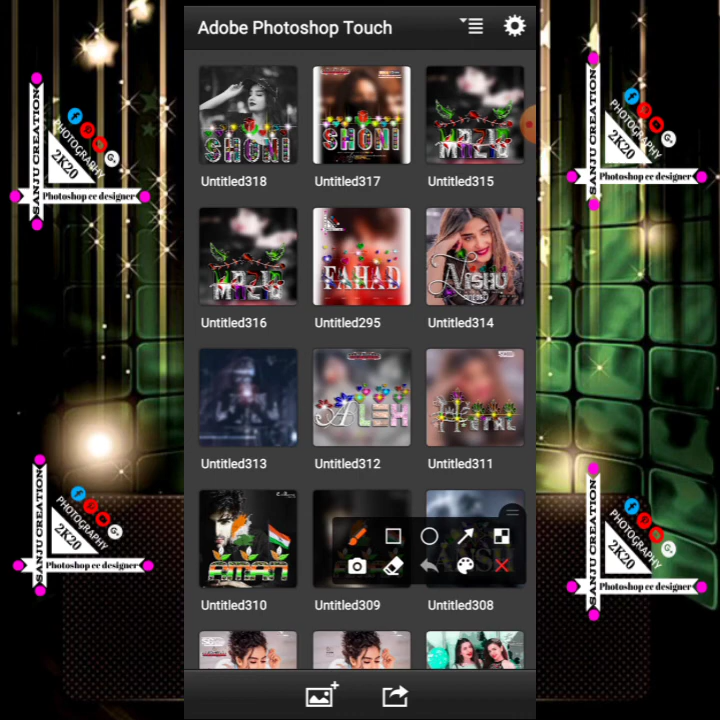 Adobe Photoshop Touch
SHONI
SHONI
Untitled318
Untitled317
Untitled315
FAHAD
NISHU
Untitled316
Untitled295
Untitled314
ALEX
Untitled313
Untitled312
Untitled311
Untitled310
Untitled309
Untitled308
SANJU CREATION
PHOTOGRAPHY
2K20
Photoshop cc designer
SANJU CREATION
PHOTOGRAPHY
2K20
Photoshop cc designer
SANJU CREATION
PHOTOGRAPHY
2K20
Photoshop cc designer
SANJU CREATION
PHOTOGRAPHY
2K20
Photoshop cc designer